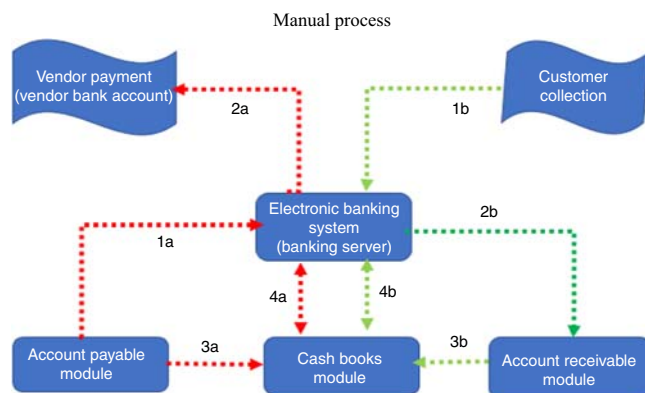 Manual process
Vendor payment
(vendor bank account)
Customer
collection
2a
1b
Electronic banking
system
(banking server)
1a
2b
4a
4b
Account payable
module
3a
Cash books
module
3b
Account receivable
module